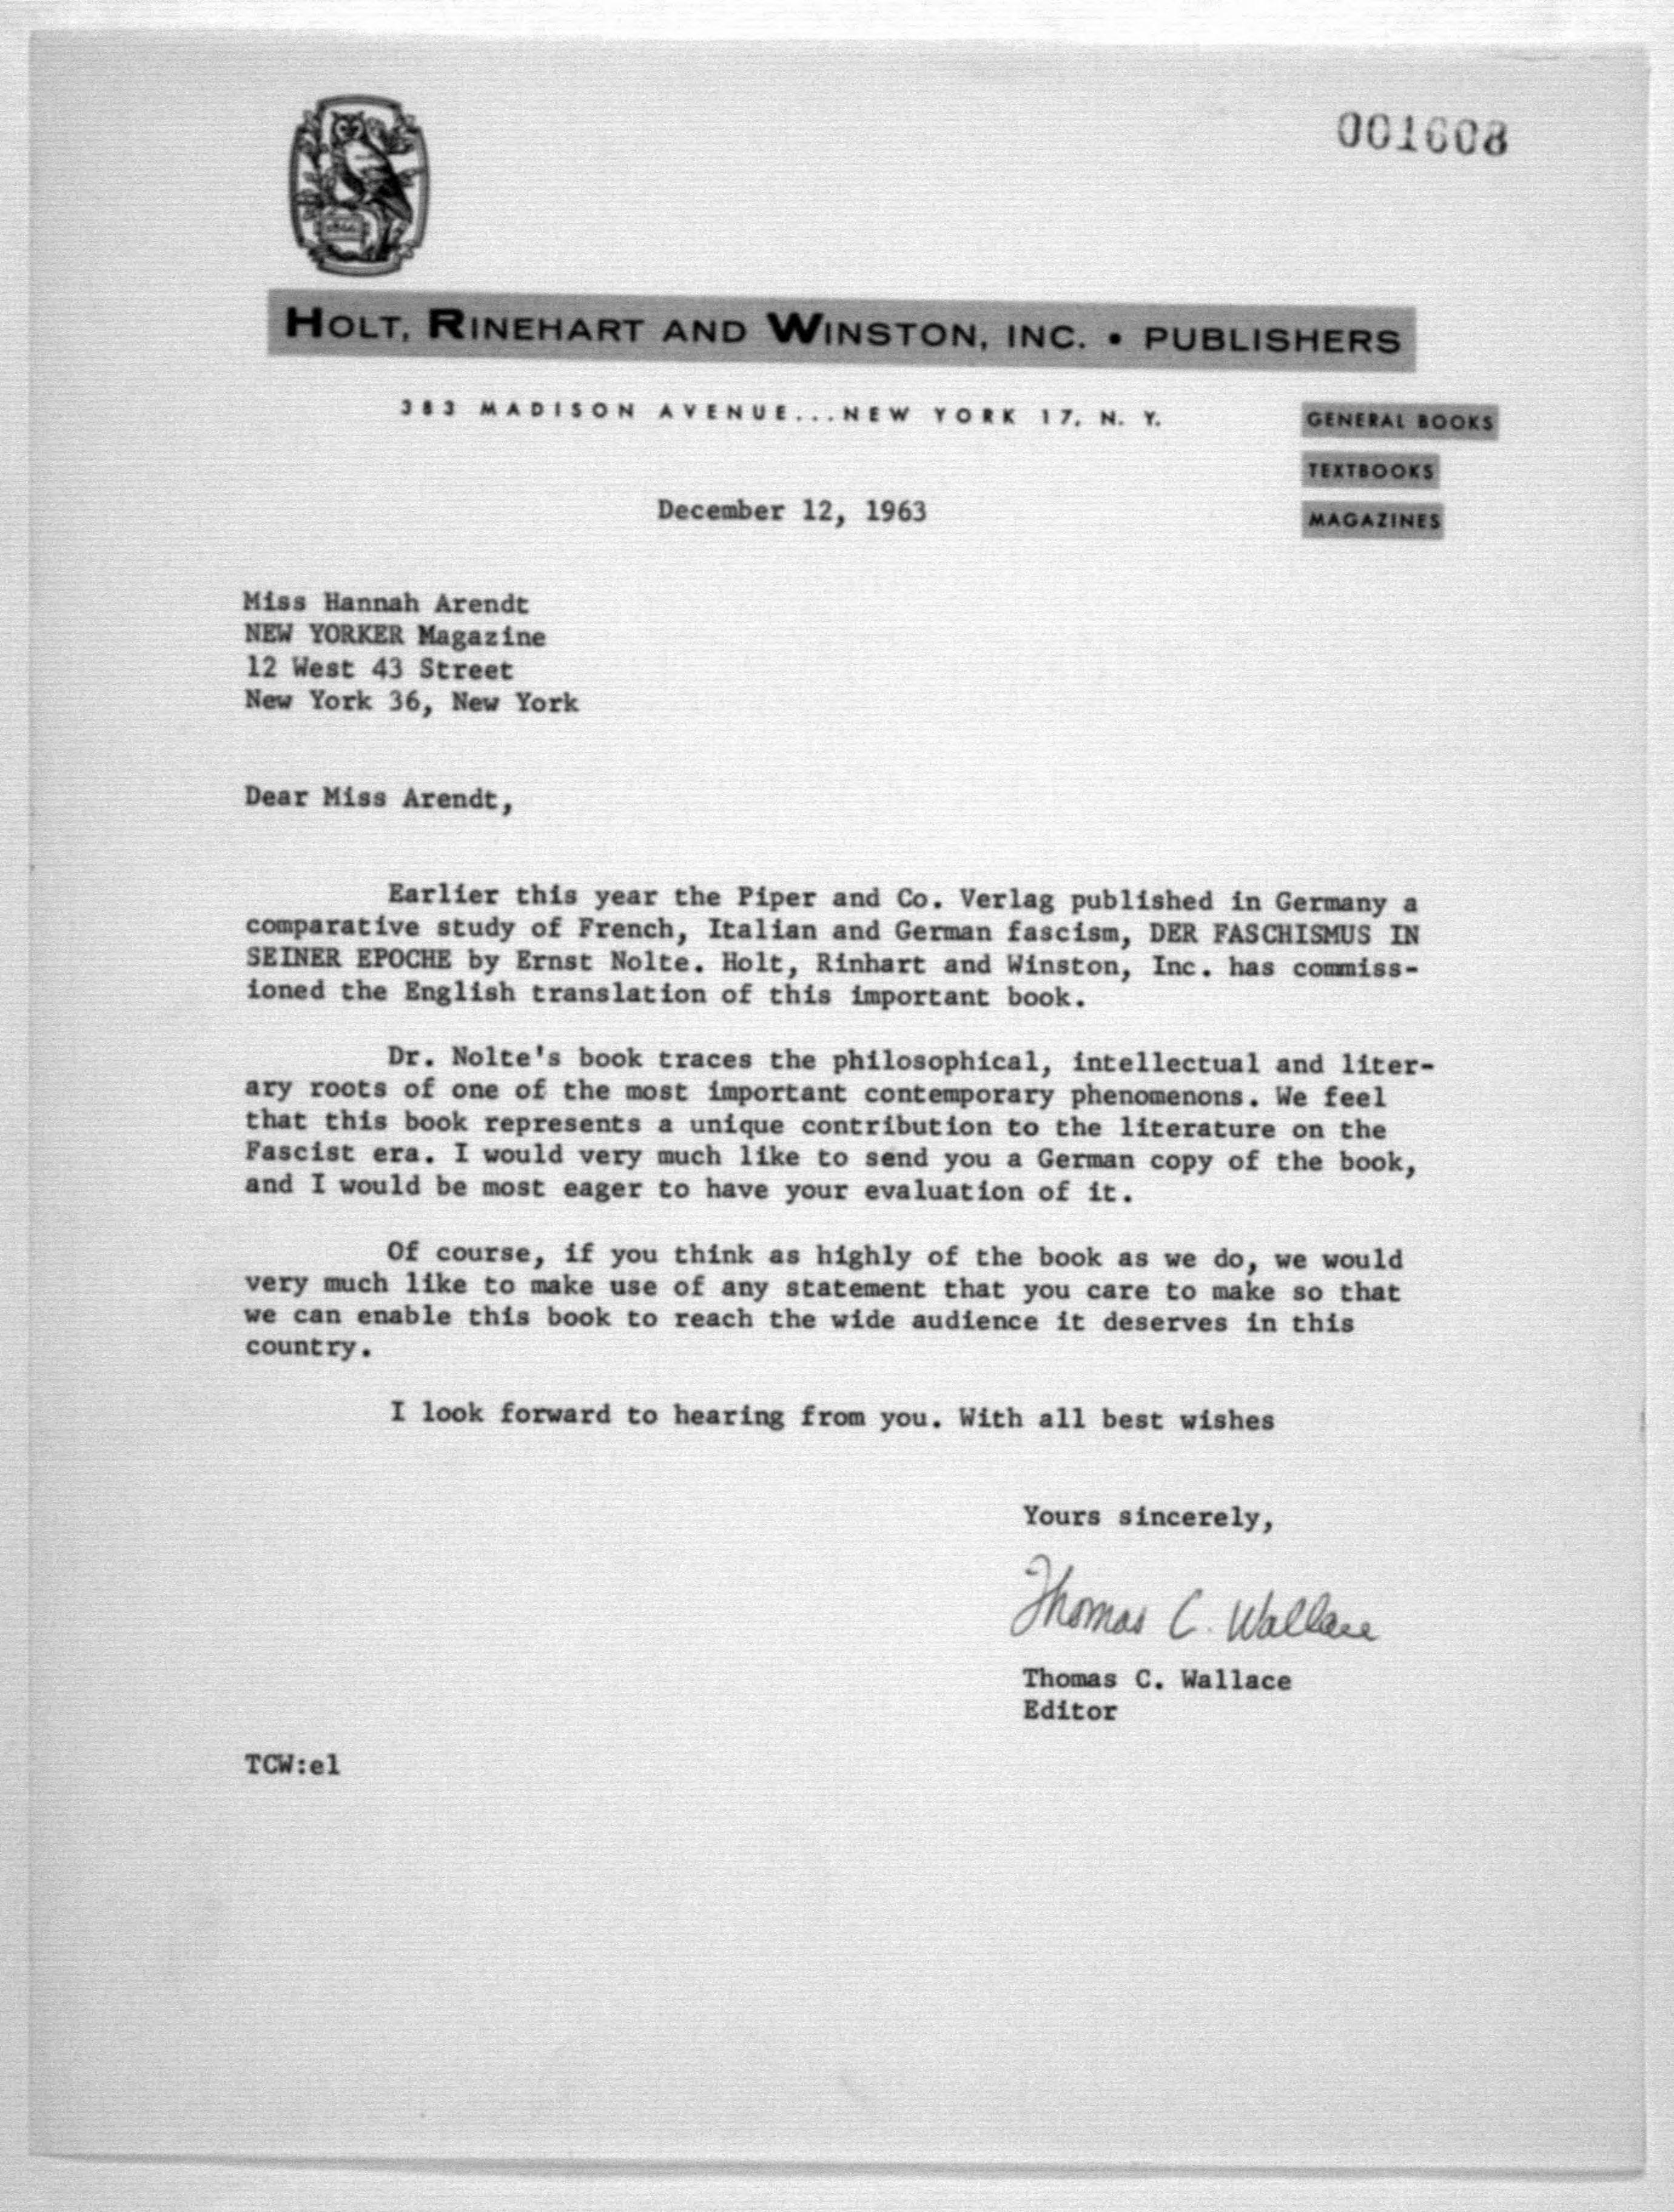 001608
HOLT, RINEHART AND WINSTON, INC. • PUBLISHERS
383 MADISON AVENUE...NEW YORK 17, N. Y.
GENERAL BOOKS
TEXTBOOKS
MAGAZINES
December 12, 1963
Miss Hannah Arendt
NEW YORKER Magazine
12 West 43 Street
New York 36, New York
Dear Miss Arendt,
Earlier this year the Piper and Co. Verlag published in Germany a
comparative study of French, Italian and German fascism, DER FASCHISMUS IN
SEINER EPOCHE by Ernst Nolte. Holt, Rinhart and Winston, Inc. has commiss-
ioned the English translation of this important book.
Dr. Nolte's book traces the philosophical, intellectual and liter-
ary roots of one of the most important contemporary phenomenons. We feel
that this book represents a unique contribution to the literature on the
Fascist era. I would very much like to send you a German copy of the book,
and I would be most eager to have your evaluation of it.
Of course, if you think as highly of the book as we do, we would
very much like to make use of any statement that you care to make so that
we can enable this book to reach the wide audience it deserves in this
country.
I look forward to hearing from you. With all best wishes
Yours sincerely,
Thomas C. Wallace
Thomas C. Wallace
Editor
TCW:el